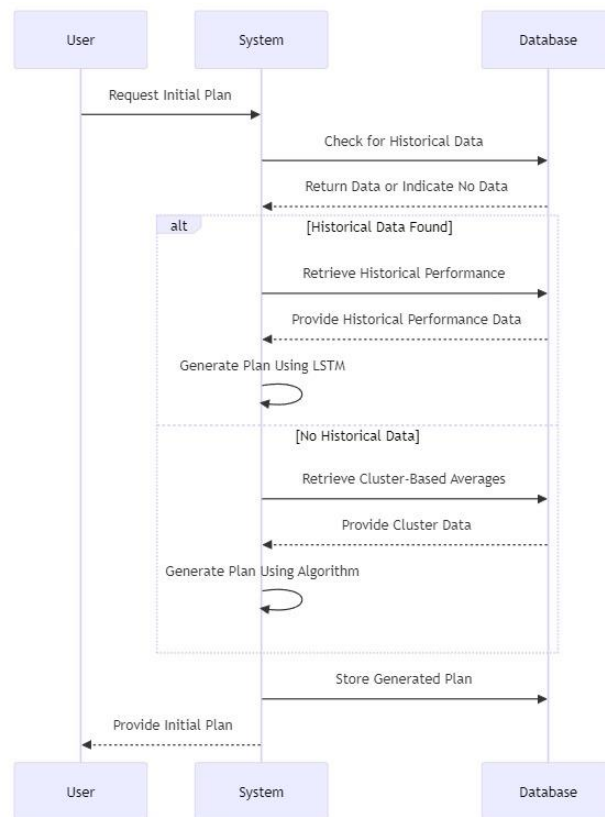 User System Database
Request Initial Plan
Check for Historical Data
Return Data or Indicate No Data
alt [Historical Data Found]
Retrieve Historical Performance
Provide Historical Performance Data
Generate Plan Using LSTM
[No Historical Data]
Retrieve Cluster-Based Averages
Provide Cluster Data
Generate Plan Using Algorithm
Store Generated Plan
Provide Initial Plan
User System Database